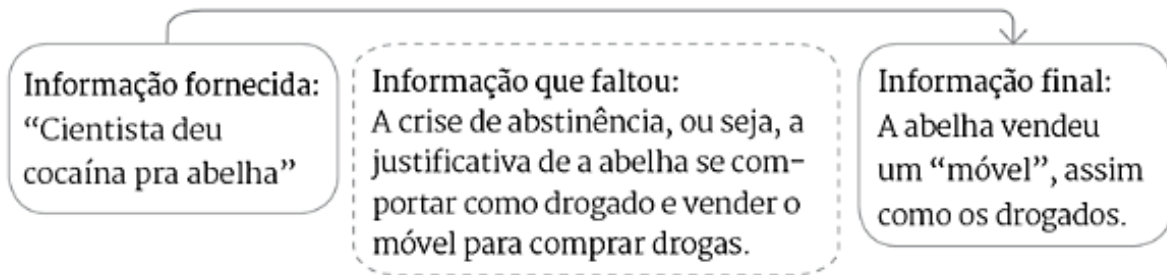 Informação fornecida:
“Cientista deu
cocaína pra abelha”
Informação que faltou:
A crise de abstinência, ou seja, a
justificativa de a abelha se com-
portar como drogado e vender o
móvel para comprar drogas.
Informação final:
A abelha vendeu
um “móvel”, assim
como os drogados.